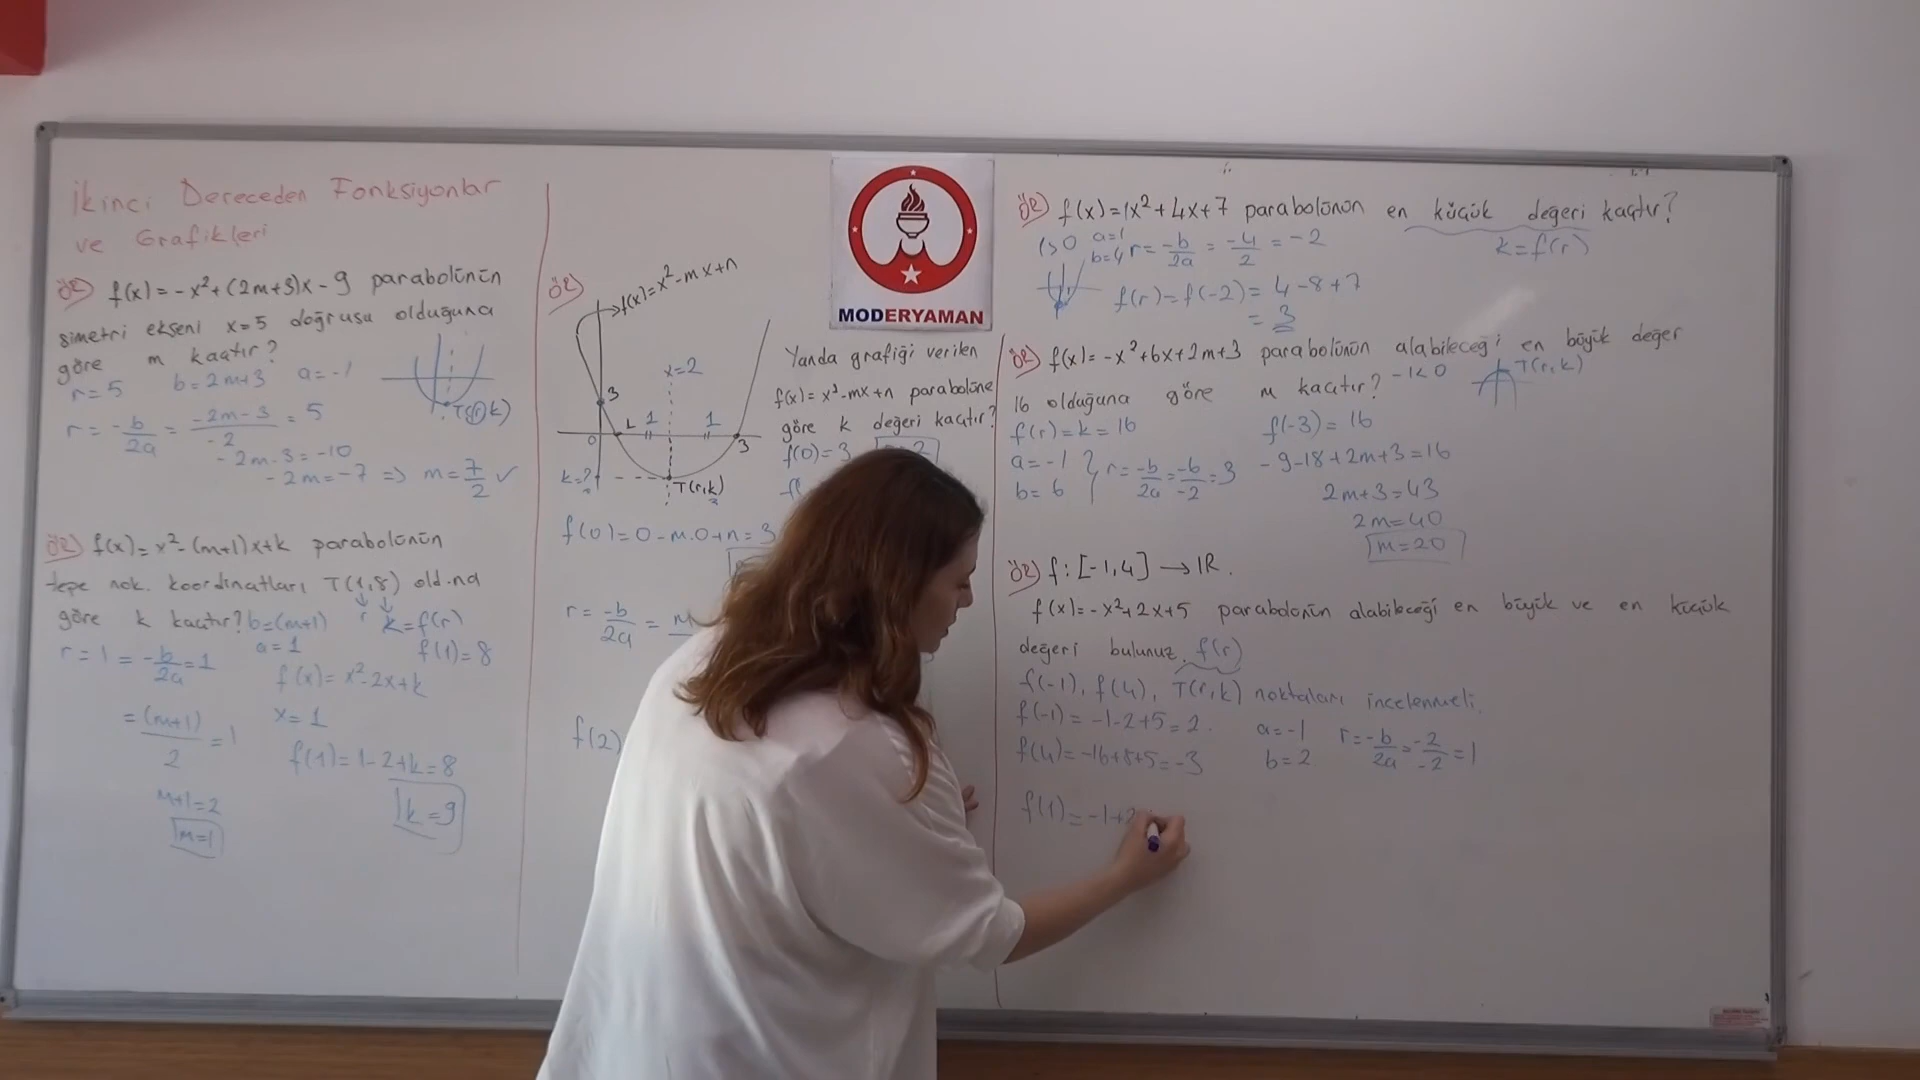 İkinci Dereceden Fonksiyonlar
ve Grafikleri
ÖR) f(x) = -x² + (2m+3)x - 9 parabolünün
simetri ekseni x=5 doğrusu olduğuna
göre m kaçtır?
r = 5 b = 2m+3 a = -1
r = -b/2a = -2m-3/-2 = 5
T(r,k)
-2m-3 = -10
-2m = -7 => m = 7/2 ✓
ÖR) f(x) = x² - (m+1)x+k parabolünün
tepe nok. koordinatları T(1,8) old.na
göre k kaçtır? b=(m+1) r k=f(r)
r = 1 = -b/2a = 1 a = 1 f(1) = 8
f(x) = x²-2x+k
= (m+1)/2 = 1 x = 1
f(1) = 1-2+k = 8
m+1 = 2
m=1
k = 9
ÖR)
f(x) = x²-mx+n
x=2
3
1 1 1
0 3
k=?
T(r,k)
?
Yanda grafiği verilen
f(x) = x²-mx+n parabolüne
göre k değeri kaçtır?
f(0) = 3
f(0) = 0 - m.0+n = 3
r = -b/2a =
f(2)
MODERYAMAN
ÖR) f(x) = 1x² + 4x + 7 parabolünün en küçük değeri kaçtır?
1>0 a=1 b=4 r = -b/2a = -4/2 = -2 k = f(r)
f(r) = f(-2) = 4-8+7
= 3
ÖR) f(x) = -x²+6x+2m+3 parabolünün alabileceği en büyük değer
16 olduğuna göre m kaçtır? -1<0 T(r,k)
f(r) = k = 16 f(-3) = 16
a = -1
b = 6 } r = -b/2a = -6/-2 = 3 -9-18+2m+3 = 16
2m+3 = 43
2m = 40
m = 20
ÖR) f : [-1,4] → IR.
f(x) = -x²+2x+5 parabolünün alabileceği en büyük ve en küçük
değeri bulunuz. f(r)
f(-1), f(4), T(r,k) noktaları incelenmeli.
f(-1) = -1-2+5 = 2. a = -1 r = -b/2a = -2/-2 = 1
f(4) = -16+8+5 = -3 b = 2
f(1) = -1+2